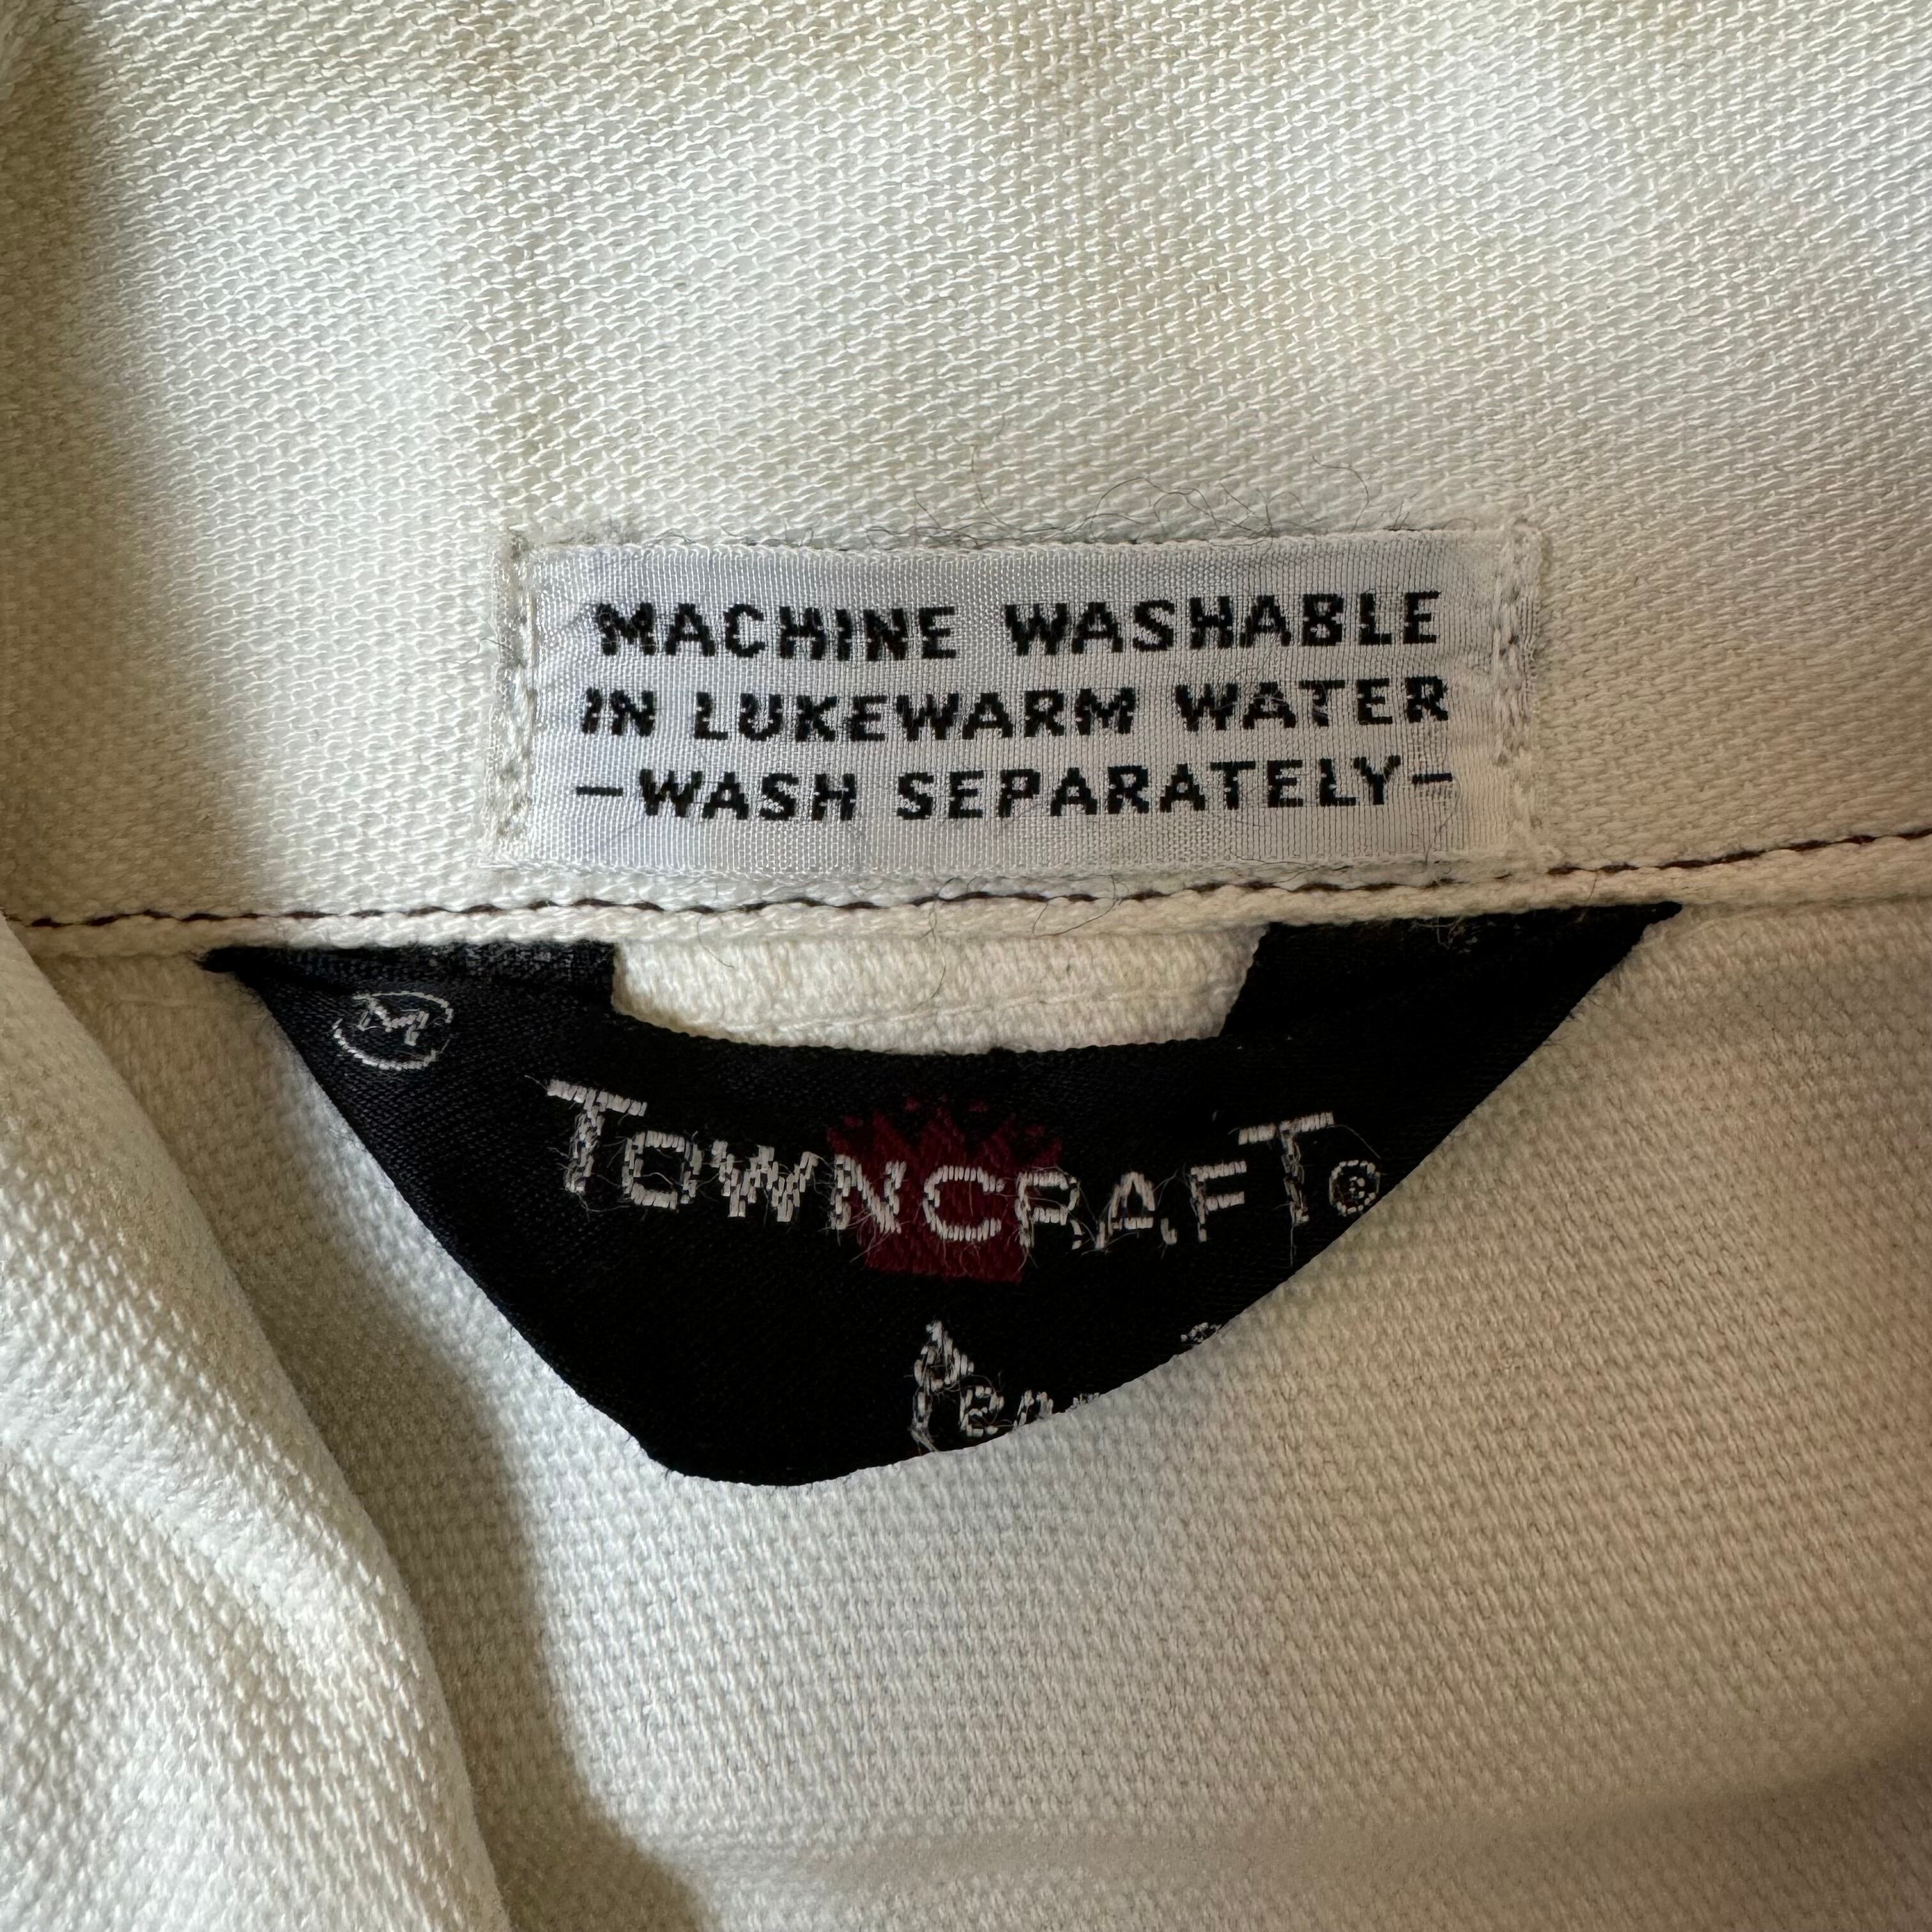 MACHINE WASHABLE
IN LUKEWARM WATER
-WASH SEPARATELY-
M
TOWNCRAFT®